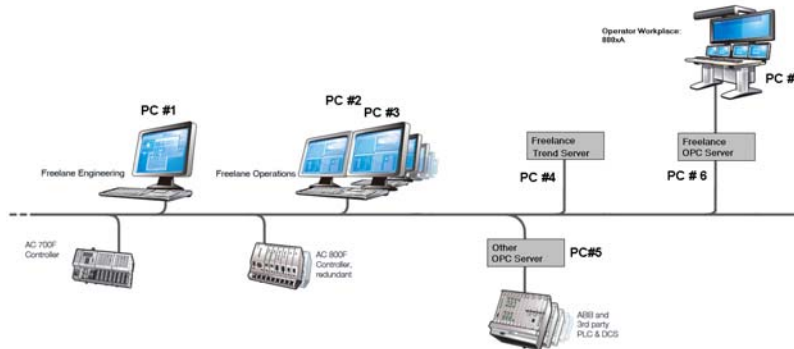 Operator Workplace:
800xA
PC #
PC #1
PC #2
PC #3
Freelane Engineering
Freelane Operations
Freelance
Trend Server
PC #4
Freelance
OPC Server
PC # 6
AC 700F
Controller
AC 800F
Controller,
redundant
Other
OPC Server
PC#5
ABB and
3rd party
PLC & DCS